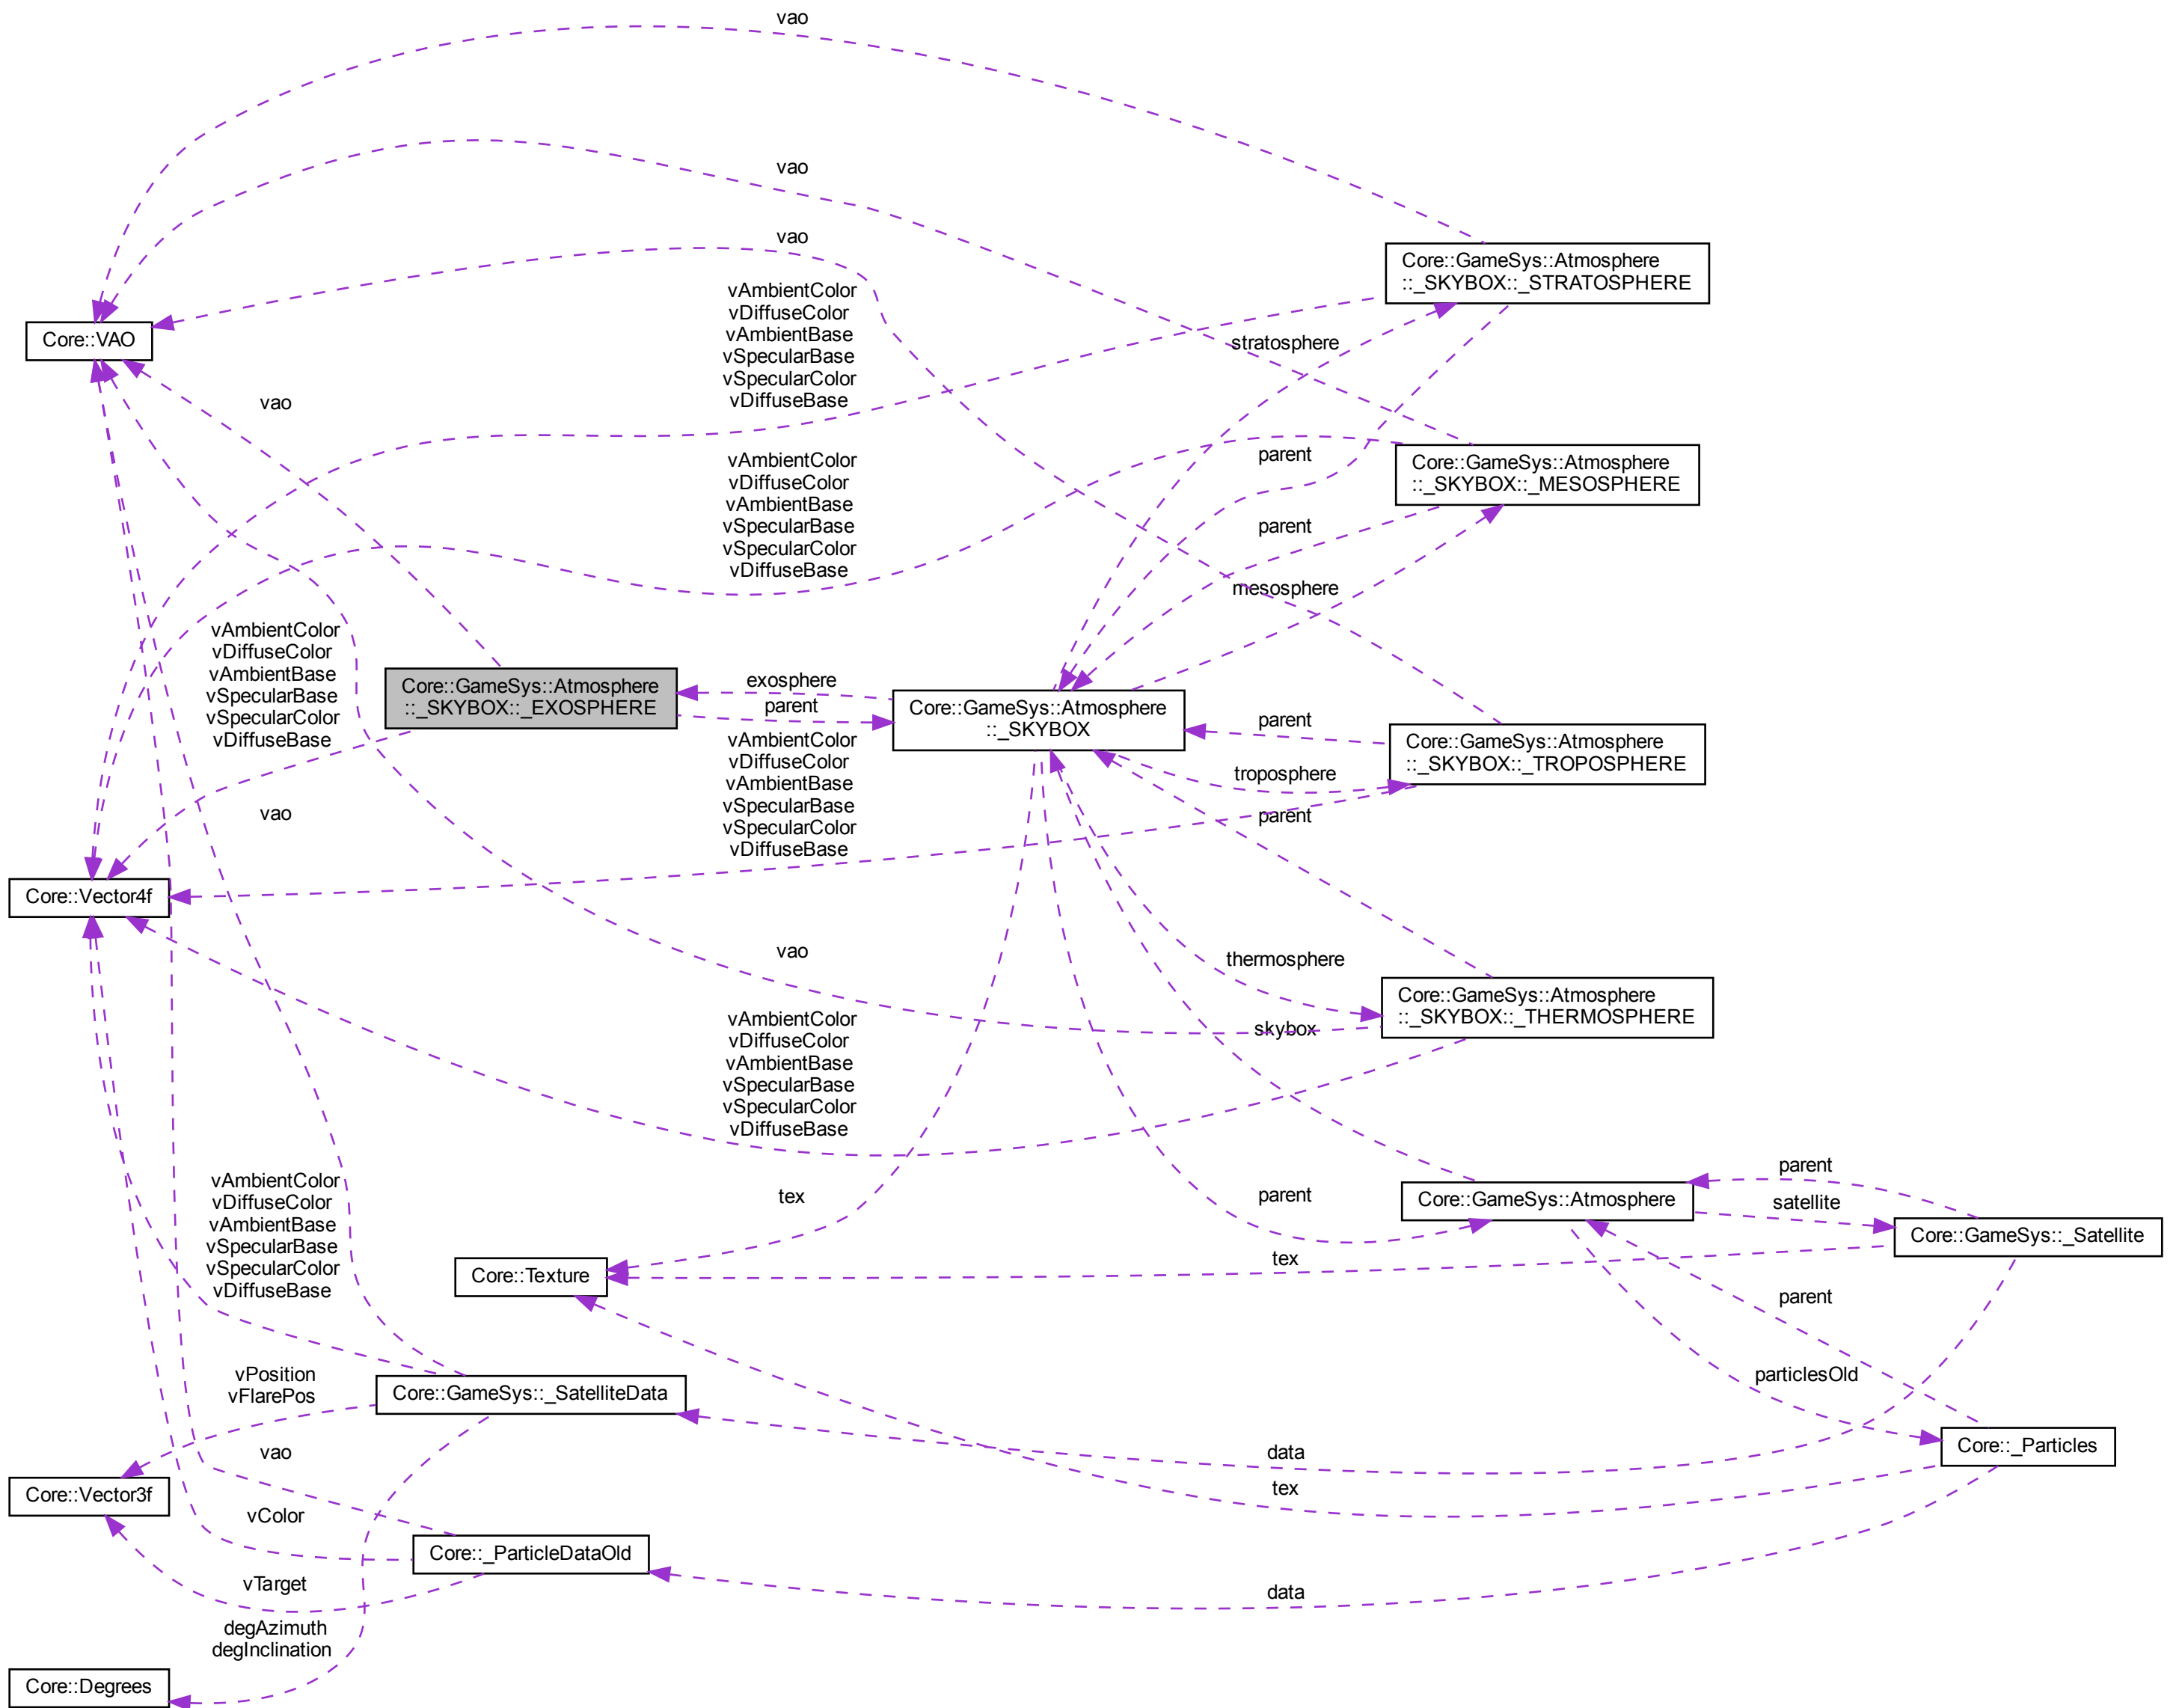 vao
vao
vao
Core::GameSys::Atmosphere
::_SKYBOX::_STRATOSPHERE
vAmbientColor
vDiffuseColor
vAmbientBase
vSpecularBase
vSpecularColor
vDiffuseBase
Core::VAO
stratosphere
vao
parent
Core::GameSys::Atmosphere
::_SKYBOX::_MESOSPHERE
vAmbientColor
vDiffuseColor
vAmbientBase
vSpecularBase
vSpecularColor
vDiffuseBase
parent
mesosphere
vAmbientColor
vDiffuseColor
vAmbientBase
vSpecularBase
vSpecularColor
vDiffuseBase
Core::GameSys::Atmosphere
::_SKYBOX::_EXOSPHERE
exosphere
parent
Core::GameSys::Atmosphere
::_SKYBOX
parent
Core::GameSys::Atmosphere
::_SKYBOX::_TROPOSPHERE
vAmbientColor
vDiffuseColor
vAmbientBase
vSpecularBase
vSpecularColor
vDiffuseBase
troposphere
vao
parent
Core::Vector4f
vao
thermosphere
Core::GameSys::Atmosphere
::_SKYBOX::_THERMOSPHERE
vAmbientColor
vDiffuseColor
vAmbientBase
vSpecularBase
vSpecularColor
vDiffuseBase
skybox
vAmbientColor
vDiffuseColor
vAmbientBase
vSpecularBase
vSpecularColor
vDiffuseBase
tex
parent
Core::GameSys::Atmosphere
parent
satellite
Core::GameSys::_Satellite
Core::Texture
tex
parent
vPosition
vFlarePos
Core::GameSys::_SatelliteData
particlesOld
vao
data
Core::_Particles
Core::Vector3f
tex
vColor
Core::_ParticleDataOld
vTarget
data
degAzimuth
degInclination
Core::Degrees